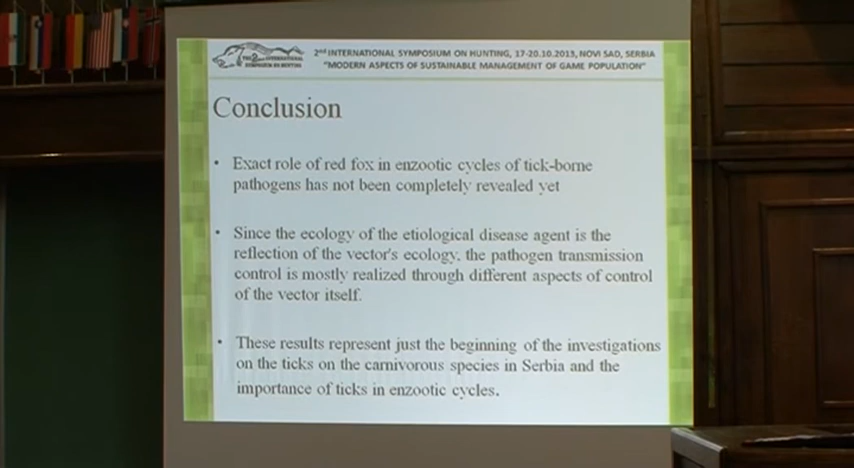 2nd INTERNATIONAL SYMPOSIUM ON HUNTING, 17-20.10.2013, NOVI SAD, SERBIA
"MODERN ASPECTS OF SUSTAINABLE MANAGEMENT OF GAME POPULATION"
Conclusion
• Exact role of red fox in enzootic cycles of tick-borne
pathogens has not been completely revealed yet
• Since the ecology of the etiological disease agent is the
reflection of the vector's ecology, the pathogen transmission
control is mostly realized through different aspects of control
of the vector itself.
• These results represent just the beginning of the investigations
on the ticks on the carnivorous species in Serbia and the
importance of ticks in enzootic cycles.